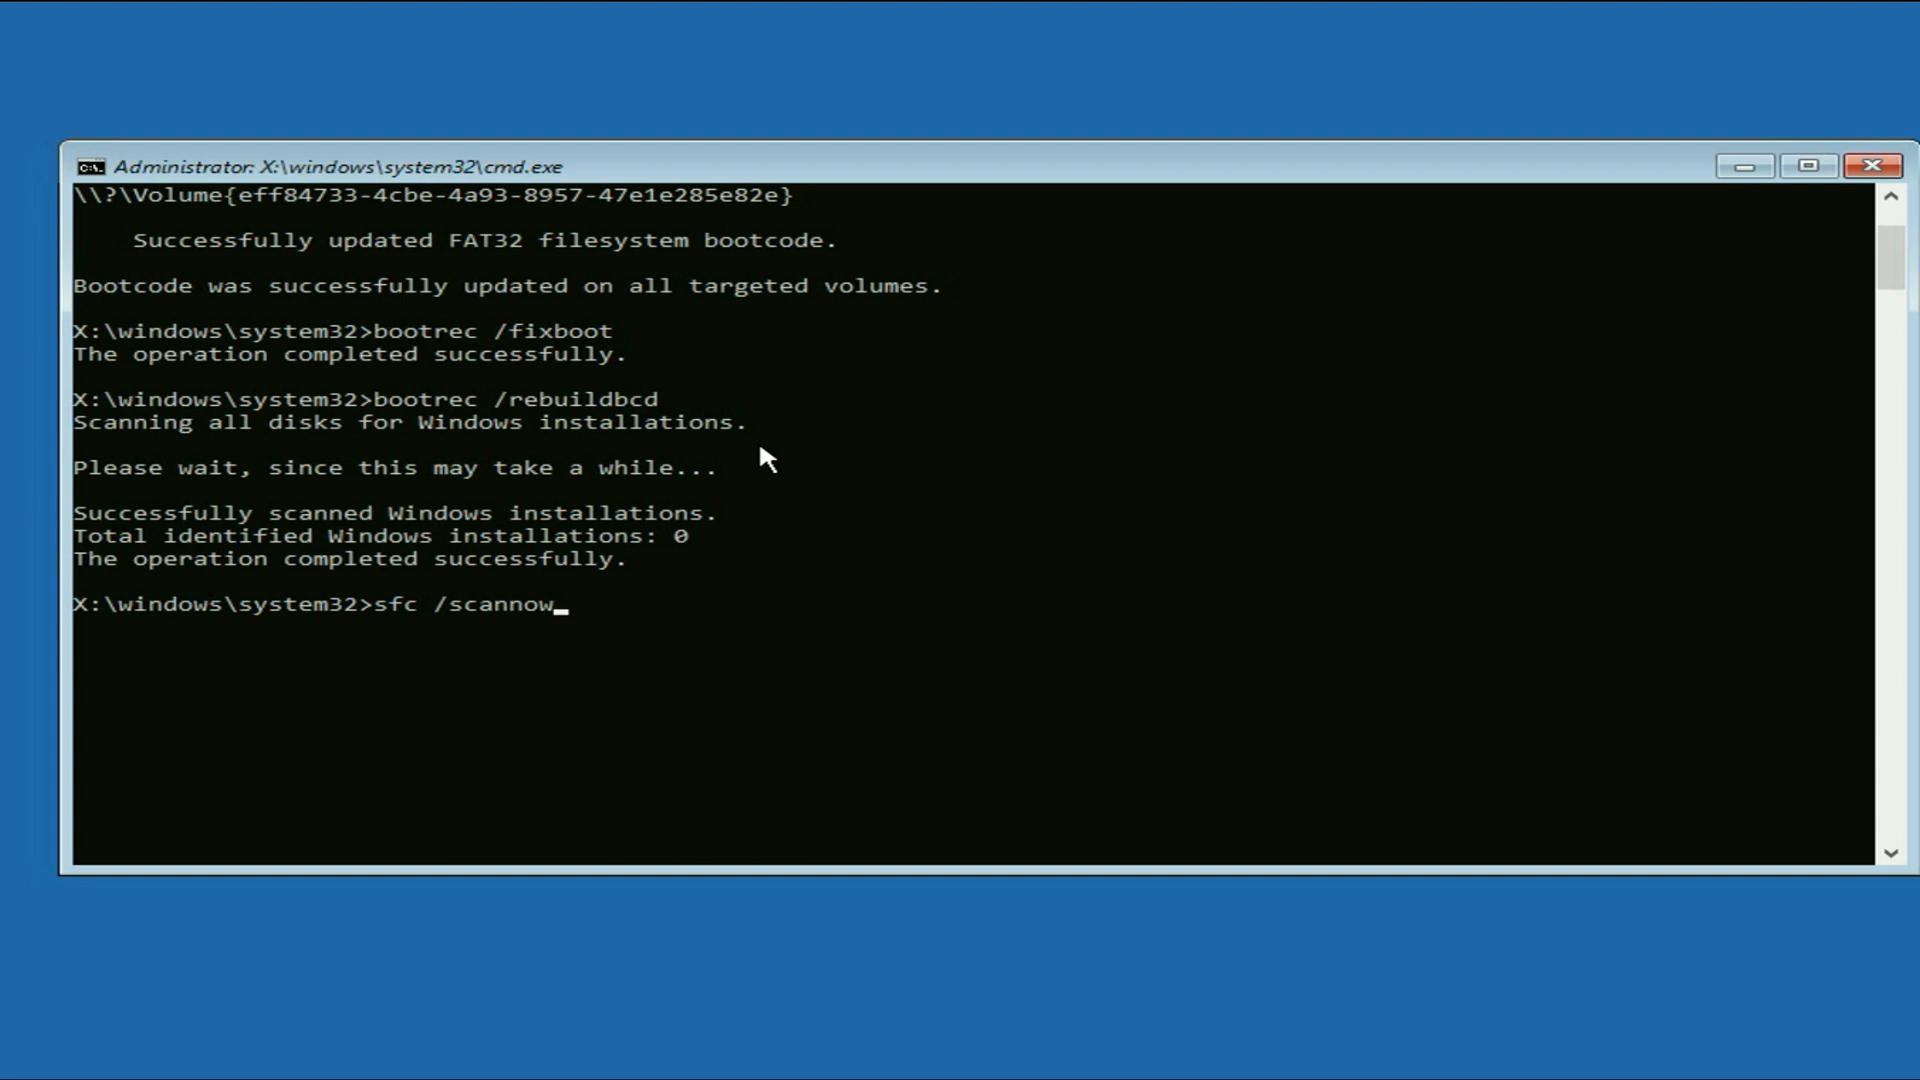 Administrator: X:\windows\system32\cmd.exe
\\?\Volume{eff84733-4cbe-4a93-8957-47e1e285e82e}
Successfully updated FAT32 filesystem bootcode.
Bootcode was successfully updated on all targeted volumes.
X:\windows\system32>bootrec /fixboot
The operation completed successfully.
X:\windows\system32>bootrec /rebuildbcd
Scanning all disks for Windows installations.
Please wait, since this may take a while...
Successfully scanned Windows installations.
Total identified Windows installations: 0
The operation completed successfully.
X:\windows\system32>sfc /scannow